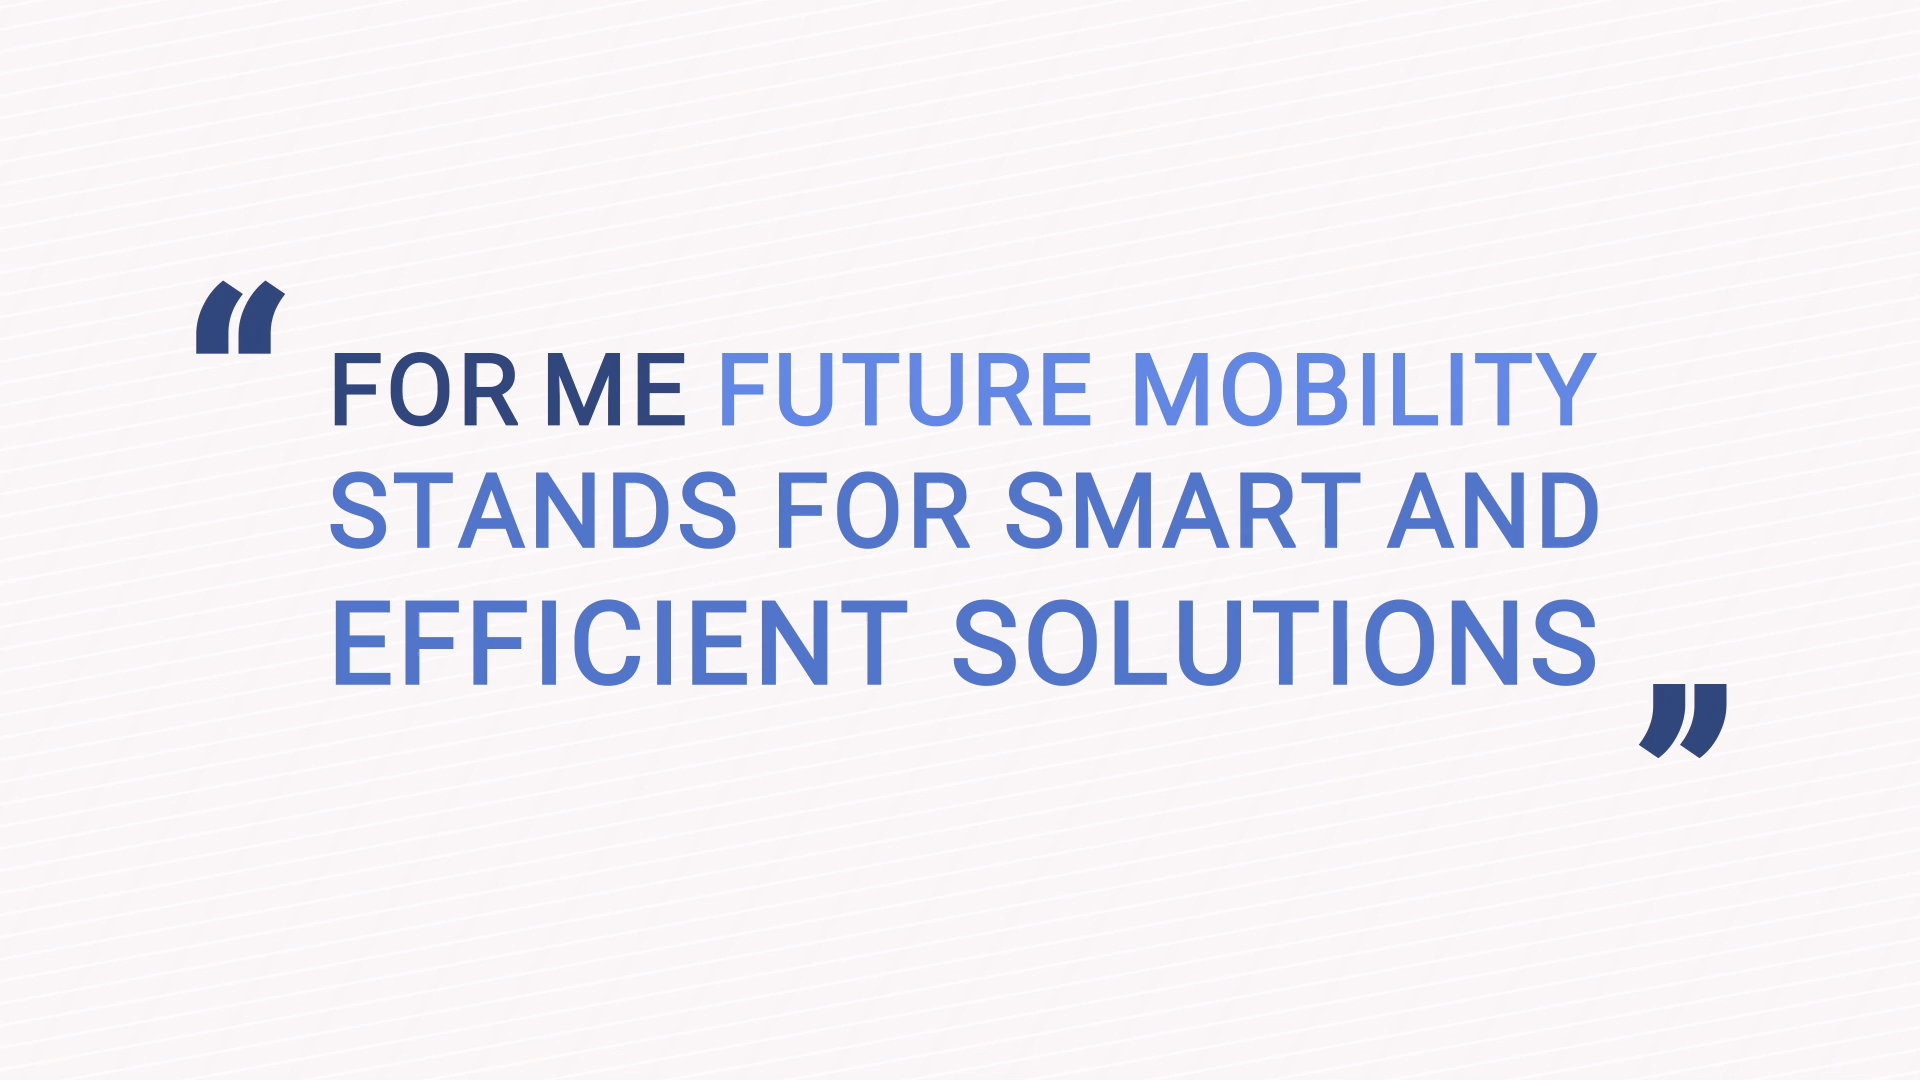 “FOR ME FUTURE MOBILITY
STANDS FOR SMART AND
EFFICIENT SOLUTIONS”